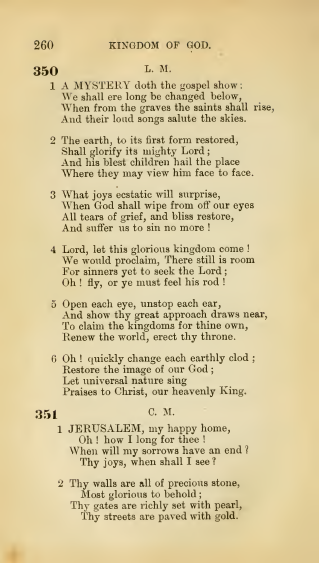 260 KINGDOM OF GOD.
350 L. M.
1 A MYSTERY doth the gospel show:
We shall ere long be changed below,
When from the graves the saints shall rise,
And their loud songs salute the skies.
2 The earth, to its first form restored,
Shall glorify its mighty Lord;
And his blest children hail the place
Where they may view him face to face.
3 What joys ecstatic will surprise,
When God shall wipe from off our eyes
All tears of grief, and bliss restore,
And suffer us to sin no more!
4 Lord, let this glorious kingdom come!
We would proclaim, There still is room
For sinners yet to seek the Lord;
Oh! fly, or ye must feel his rod!
5 Open each eye, unstop each ear,
And show thy great approach draws near,
To claim the kingdoms for thine own,
Renew the world, erect thy throne.
6 Oh! quickly change each earthly clod;
Restore the image of our God;
Let universal nature sing
Praises to Christ, our heavenly King.
351 C. M.
1 JERUSALEM, my happy home,
Oh! how I long for thee!
When will my sorrows have an end?
Thy joys, when shall I see?
2 Thy walls are all of precious stone,
Most glorious to behold;
Thy gates are richly set with pearl,
Thy streets are paved with gold.